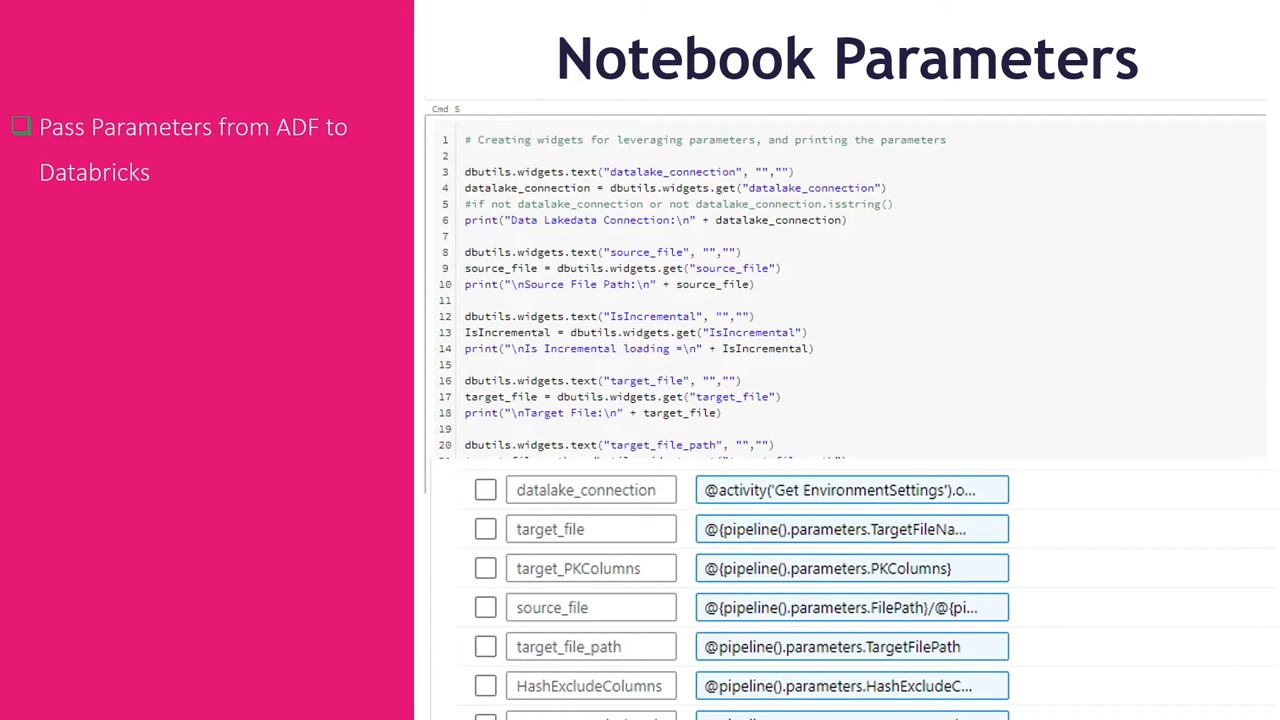 Notebook Parameters
Pass Parameters from ADF to
Databricks
Cmd 5
1 # Creating widgets for leveraging parameters, and printing the parameters
2
3 dbutils.widgets.text("datalake_connection", "","")
4 datalake_connection = dbutils.widgets.get("datalake_connection")
5 #if not datalake_connection or not datalake_connection.isstring()
6 print("Data Lakedata Connection:\n" + datalake_connection)
7
8 dbutils.widgets.text("source_file", "","")
9 source_file = dbutils.widgets.get("source_file")
10 print("\nSource File Path:\n" + source_file)
11
12 dbutils.widgets.text("IsIncremental", "","")
13 IsIncremental = dbutils.widgets.get("IsIncremental")
14 print("\nIs Incremental loading =\n" + IsIncremental)
15
16 dbutils.widgets.text("target_file", "","")
17 target_file = dbutils.widgets.get("target_file")
18 print("\nTarget File:\n" + target_file)
19
20 dbutils.widgets.text("target_file_path", "","")
datalake_connection @activity('Get EnvironmentSettings').o...
target_file @{pipeline().parameters.TargetFileNa...
target_PKColumns @{pipeline().parameters.PKColumns}
source_file @{pipeline().parameters.FilePath}/@{pi...
target_file_path @pipeline().parameters.TargetFilePath
HashExcludeColumns @pipeline().parameters.HashExcludeC...